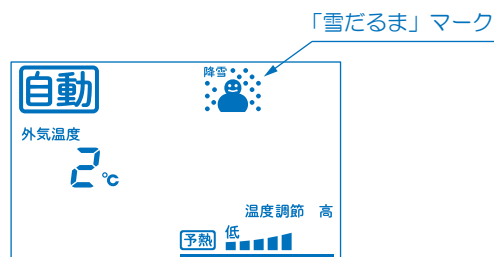 「雪だるま」マーク
降雪
自動
外気温度
2℃
温度調節 高
予熱 低